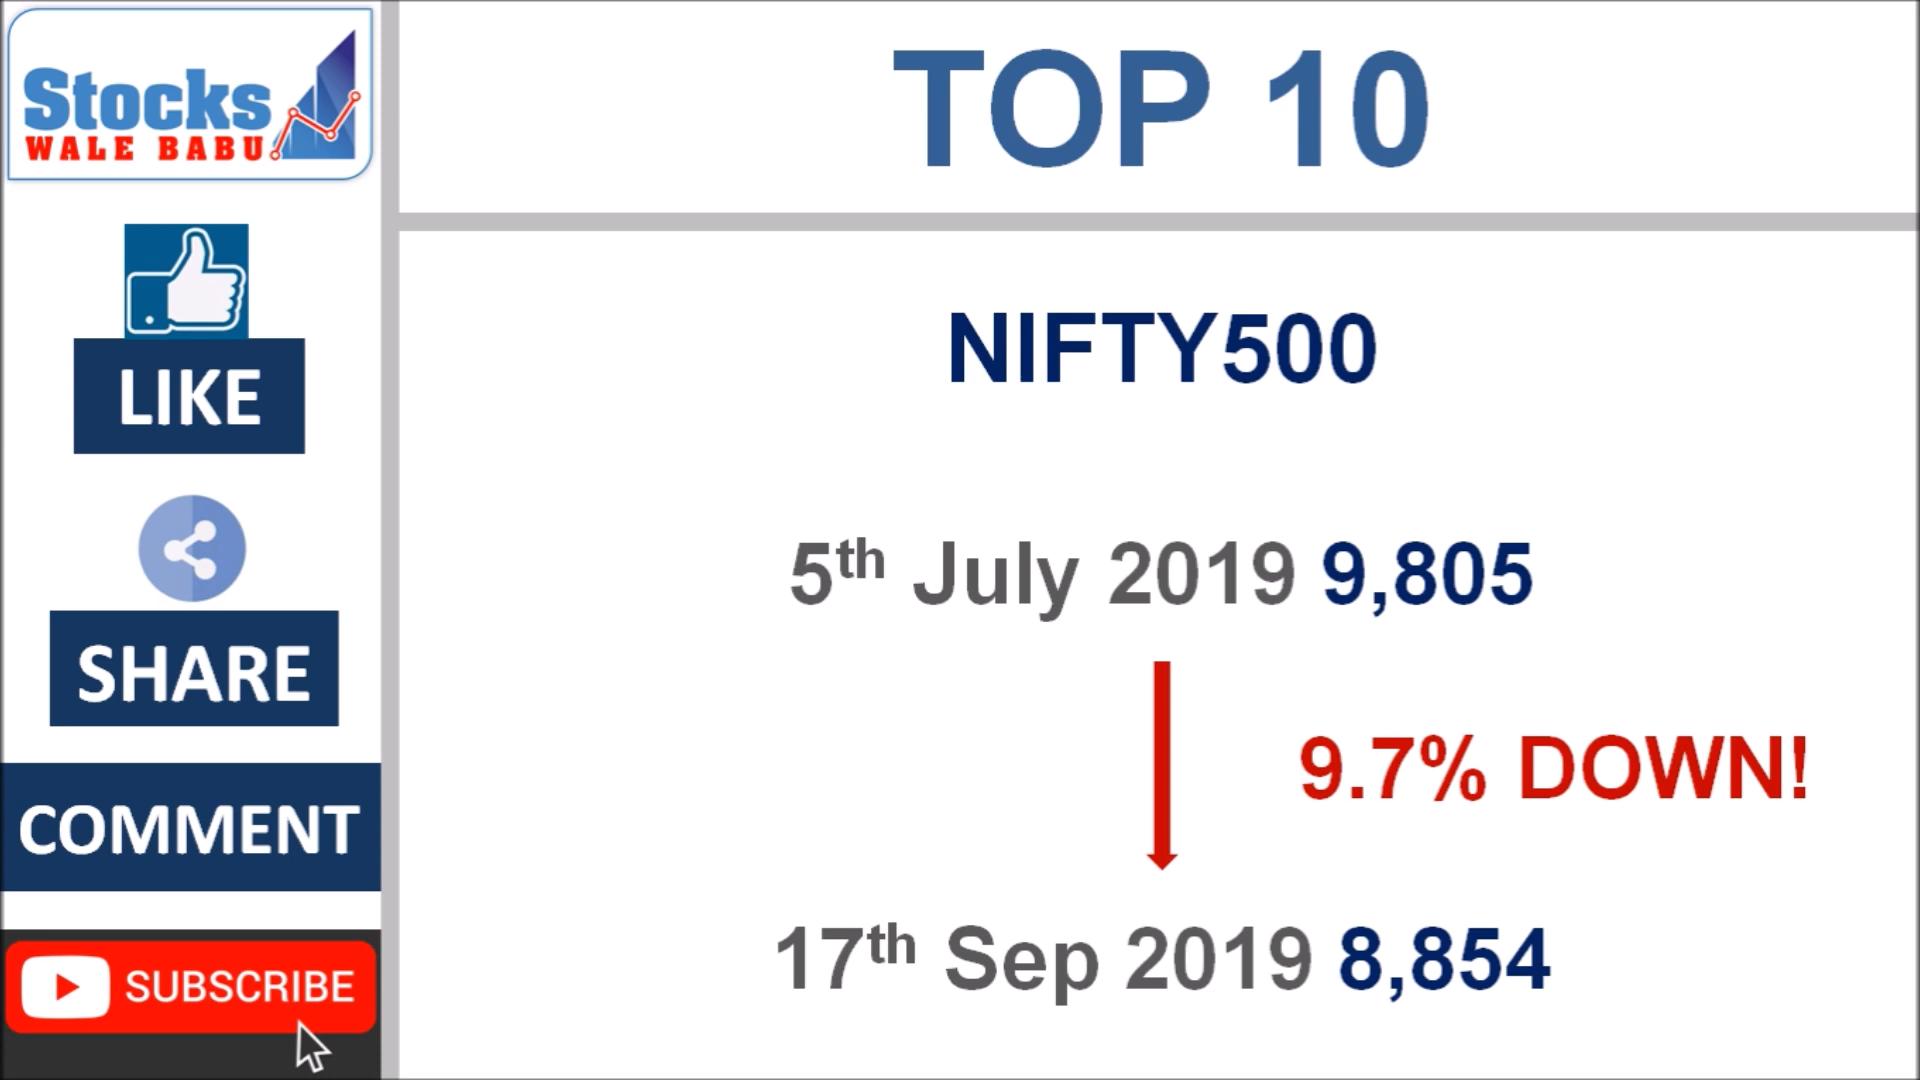 Stocks
WALE BABU
LIKE
SHARE
COMMENT
SUBSCRIBE
TOP 10
NIFTY500
5th July 2019 9,805
9.7% DOWN!
17th Sep 2019 8,854